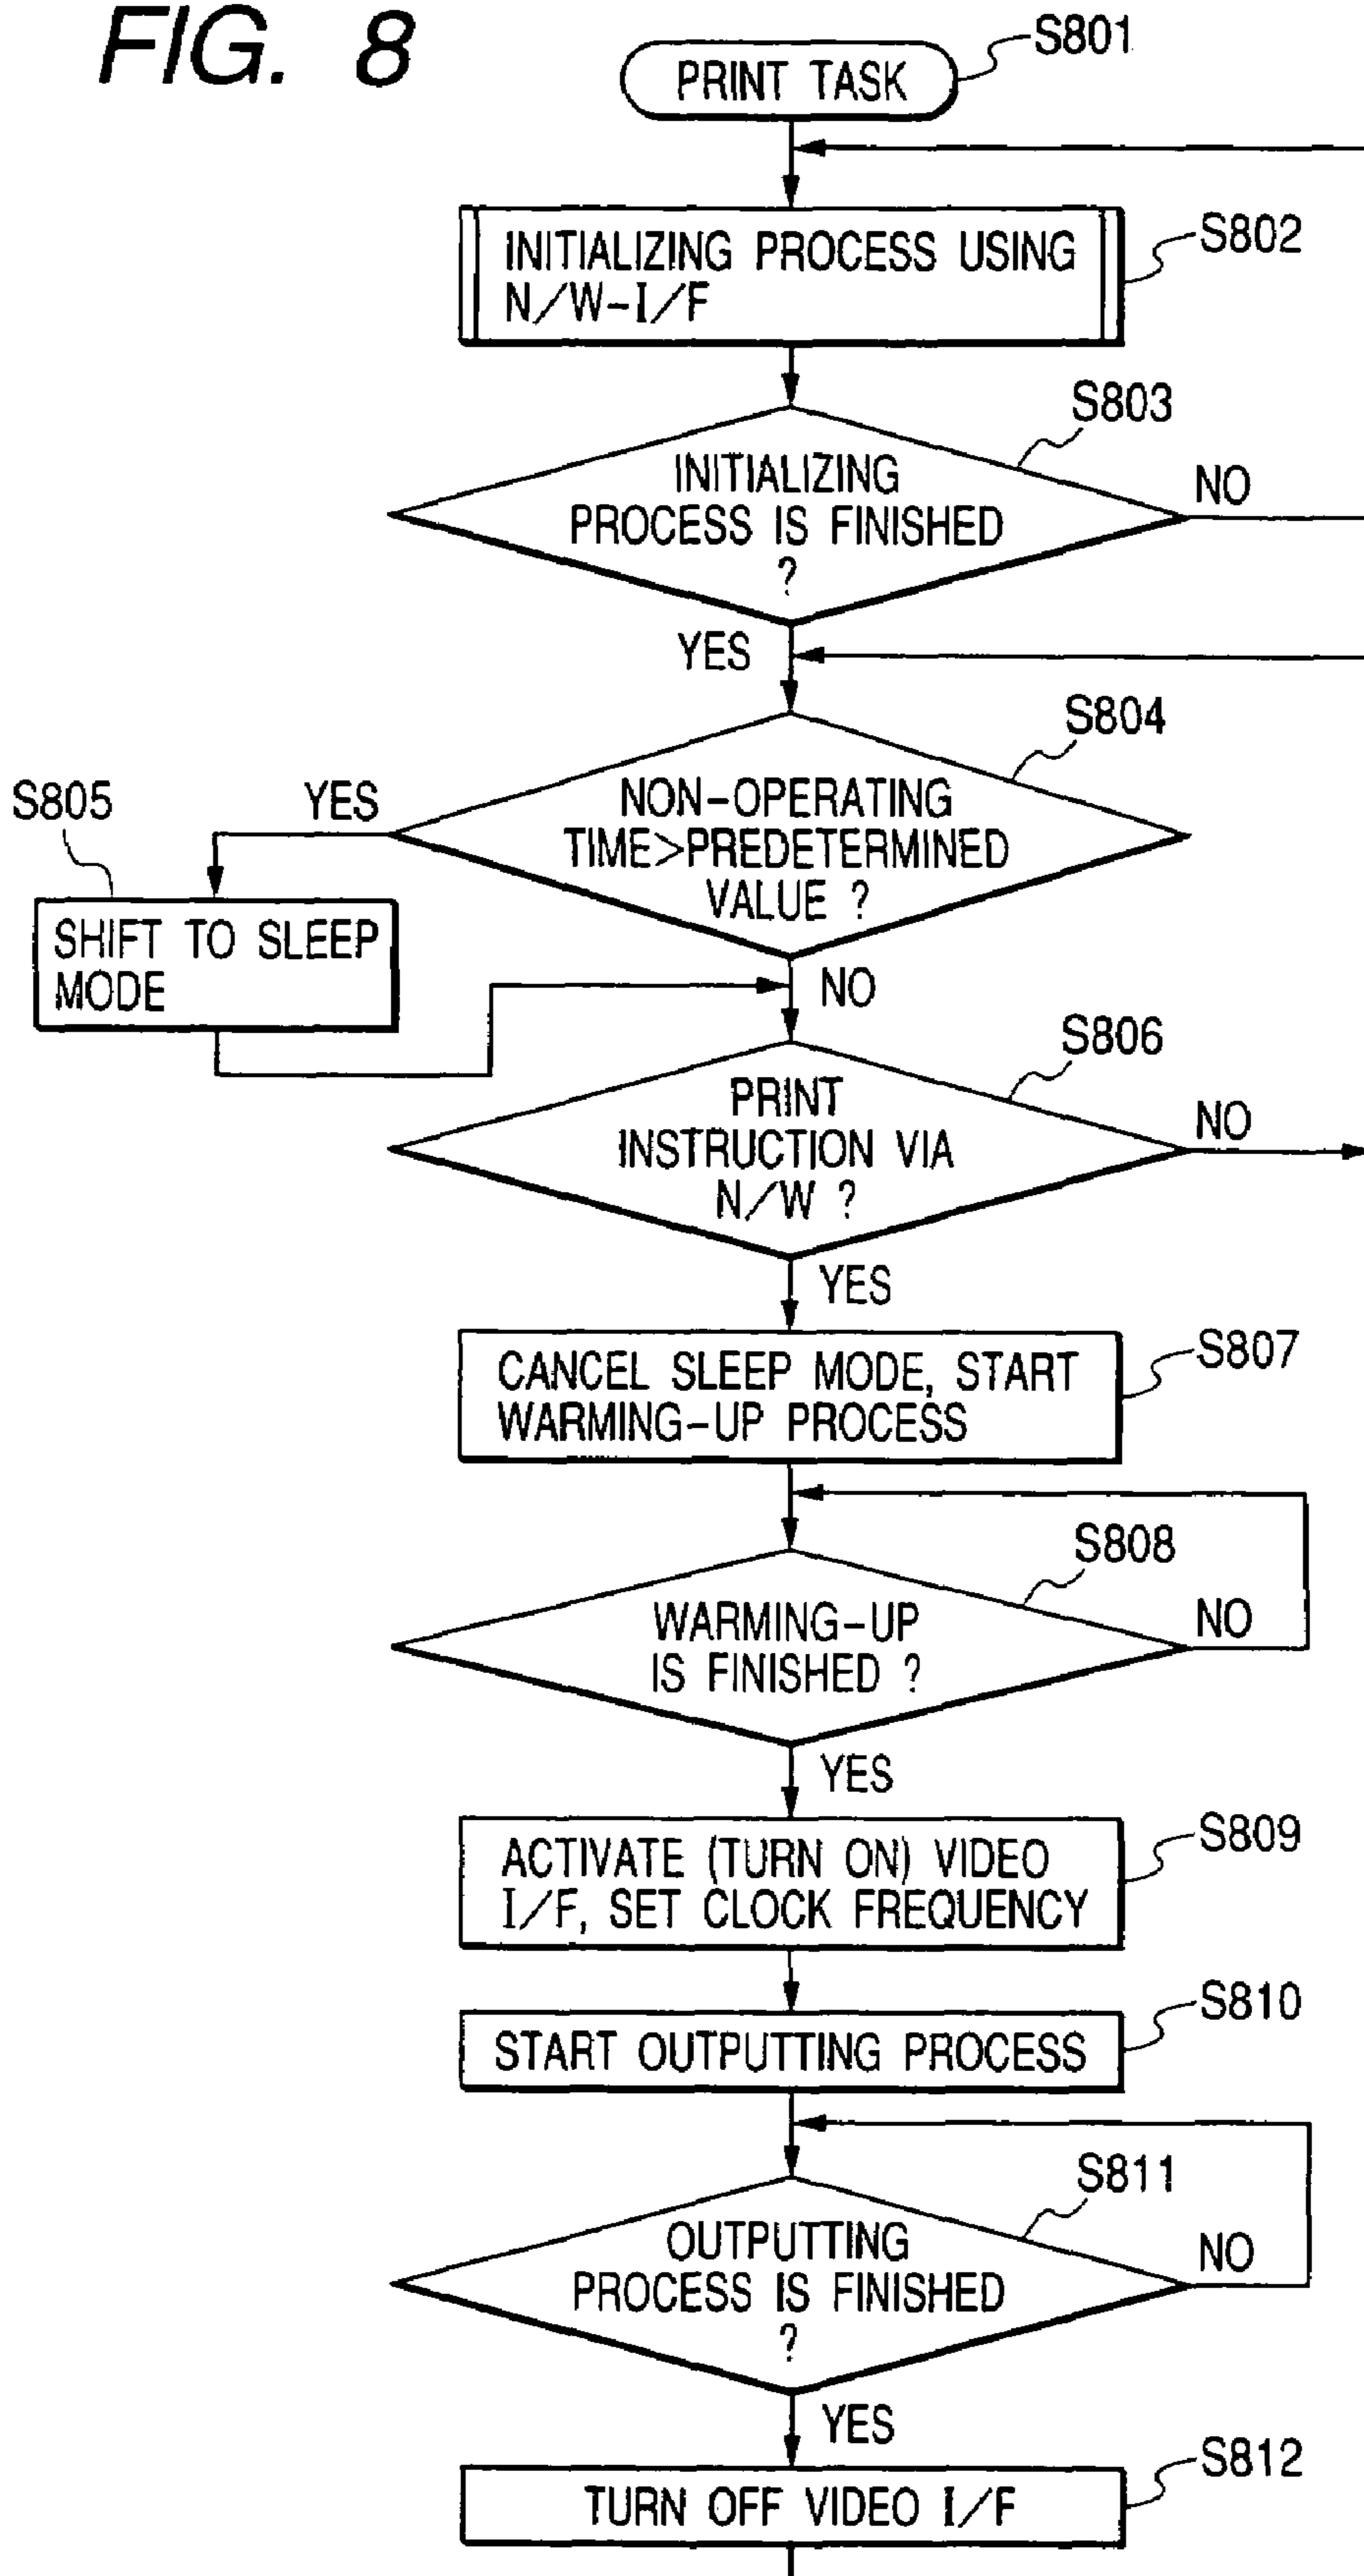 FIG. 8
PRINT TASK
S801
INITIALIZING PROCESS USING
N/W-I/F
S802
S803
INITIALIZING
PROCESS IS FINISHED
?
NO
YES
S804
NON-OPERATING
TIME>PREDETERMINED
VALUE ?
YES
S805
SHIFT TO SLEEP
MODE
NO
S806
PRINT
INSTRUCTION VIA
N/W ?
NO
YES
CANCEL SLEEP MODE, START
WARMING-UP PROCESS
S807
S808
WARMING-UP
IS FINISHED ?
NO
YES
ACTIVATE (TURN ON) VIDEO
I/F, SET CLOCK FREQUENCY
S809
START OUTPUTTING PROCESS
S810
S811
OUTPUTTING
PROCESS IS FINISHED
?
NO
YES
TURN OFF VIDEO I/F
S812